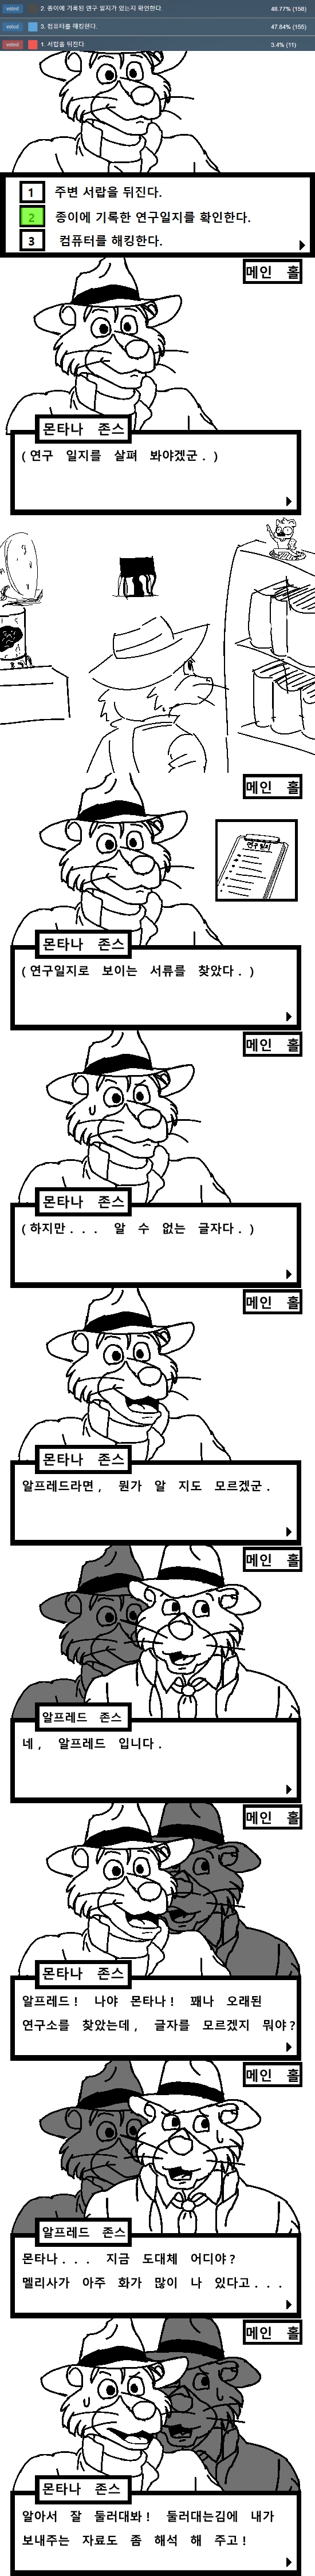 voted 2. 종이에 기록된 연구 일지가 있는지 확인한다. 48.77% (158)
voted 3. 컴퓨터를 해킹한다. 47.84% (155)
voted 1. 서랍을 뒤진다. 3.4% (11)
1 주변 서랍을 뒤진다.
2 종이에 기록한 연구일지를 확인한다.
3 컴퓨터를 해킹한다.
메인 홀
몬타나 존스
(연구 일지를 살펴 봐야겠군.)
메인 홀
연구일지
몬타나 존스
(연구일지로 보이는 서류를 찾았다.)
메인 홀
몬타나 존스
(하지만... 알 수 없는 글자다.)
메인 홀
몬타나 존스
알프레드라면, 뭔가 알 지도 모르겠군.
메인 홀
알프레드 존스
네, 알프레드 입니다.
메인 홀
몬타나 존스
알프레드! 나야 몬타나! 꽤나 오래된
연구소를 찾았는데, 글자를 모르겠지 뭐야?
메인 홀
알프레드 존스
몬타나... 지금 도대체 어디야?
멜리사가 아주 화가 많이 나 있다고...
메인 홀
몬타나 존스
알아서 잘 둘러대봐! 둘러대는김에 내가
보내주는 자료도 좀 해석 해 주고!